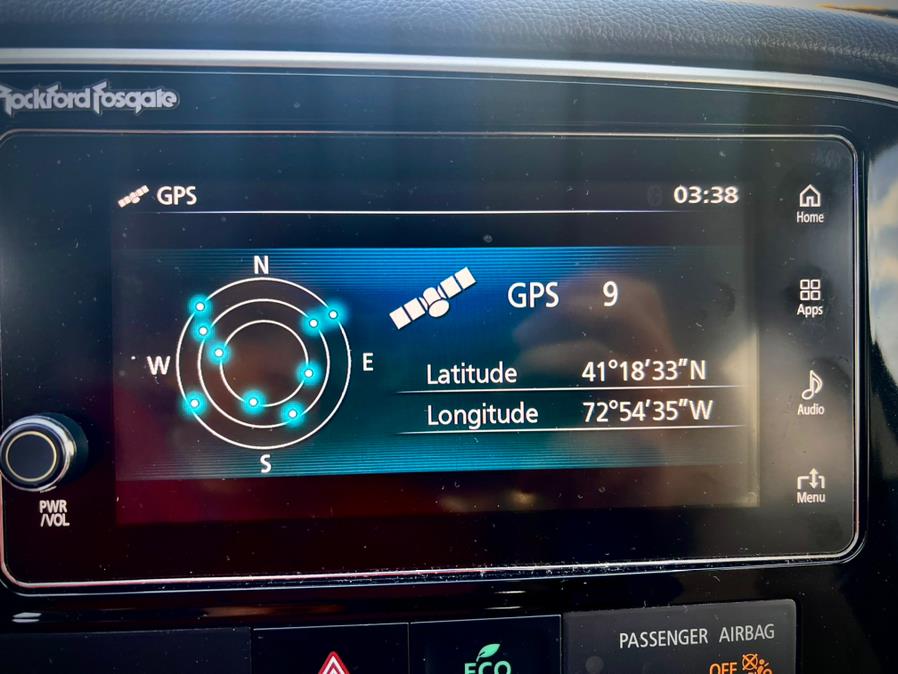 Rockford Fosgate
GPS
03:38
Home
N
GPS 9
Apps
W
E
Latitude 41°18'33"N
Longitude 72°54'35"W
Audio
S
Menu
PWR
/VOL
PASSENGER AIRBAG
ECO
OFF